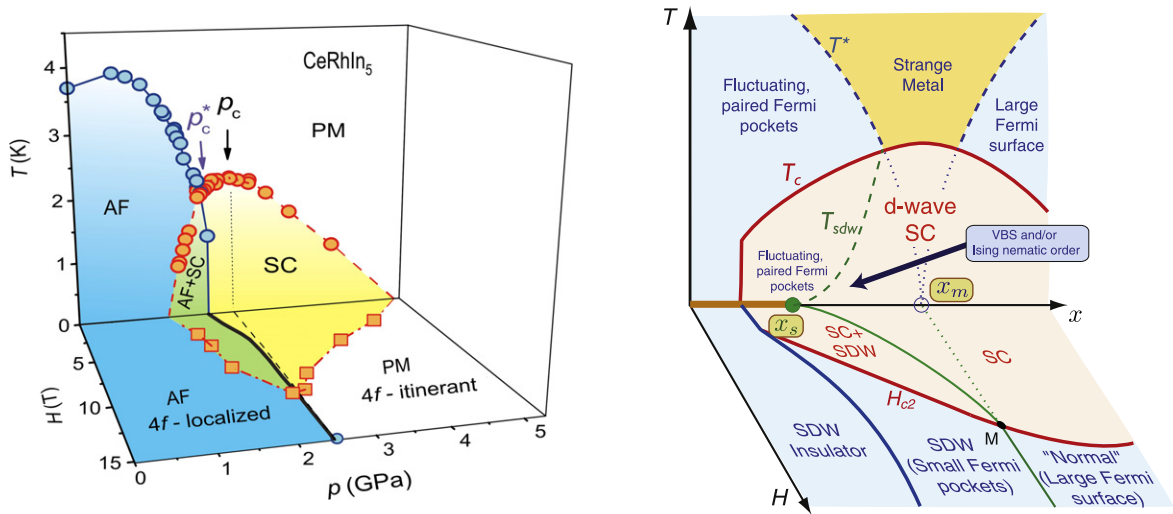 CeRhIn5
T(K)
4
3
2
1
0
5
10
15
H(T)
0
1
2
3
4
5
p (GPa)
p*c
pc
PM
AF
AF+SC
SC
AF
4f - localized
PM
4f - itinerant
T
T*
Strange
Metal
Fluctuating,
paired Fermi
pockets
Large
Fermi
surface
Tc
Tsdw
d-wave
SC
VBS and/or
Ising nematic order
Fluctuating,
paired Fermi
pockets
xs
xm
x
SC+
SDW
SC
Hc2
M
SDW
Insulator
SDW
(Small Fermi
pockets)
"Normal"
(Large Fermi
surface)
H